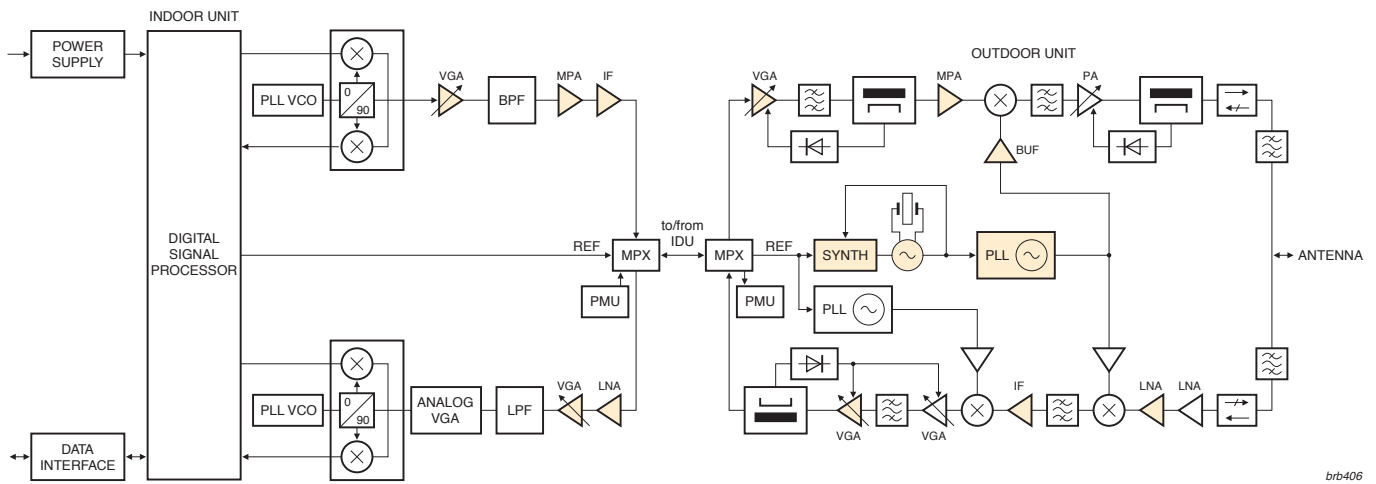 INDOOR UNIT
POWER
SUPPLY
PLL VCO
0
90
VGA
BPF
MPA
IF
DIGITAL
SIGNAL
PROCESSOR
REF
MPX
PMU
to/from
IDU
PLL VCO
0
90
ANALOG
VGA
LPF
VGA
LNA
DATA
INTERFACE
OUTDOOR UNIT
VGA
MPA
PA
BUF
MPX
REF
SYNTH
PLL
ANTENNA
PMU
PLL
VGA
VGA
IF
LNA
LNA
brb406